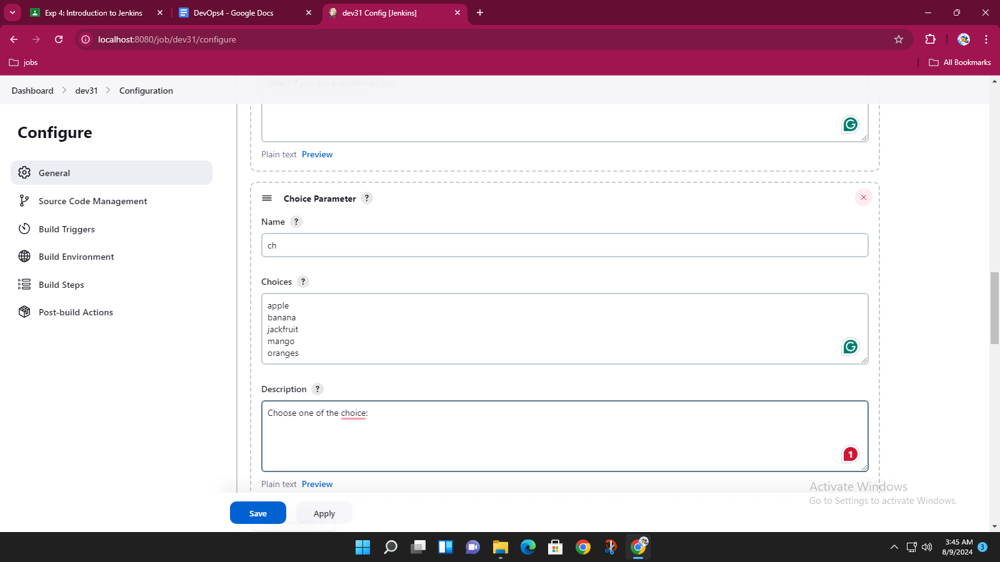 Exp 4: Introduction to Jenkins
DevOps4 - Google Docs
dev31 Config [Jenkins]
localhost:8080/job/dev31/configure
jobs
All Bookmarks
Select if you are a student or not:
Dashboard
dev31
Configuration
Configure
General
Source Code Management
Build Triggers
Build Environment
Build Steps
Post-build Actions
Plain text Preview
Choice Parameter ?
Name ?
ch
Choices ?
apple
banana
jackfruit
mango
oranges
Description ?
Choose one of the choice:
1
Plain text Preview
Save
Apply
Activate Windows
Go to Settings to activate Windows.
3:45 AM
8/9/2024
3